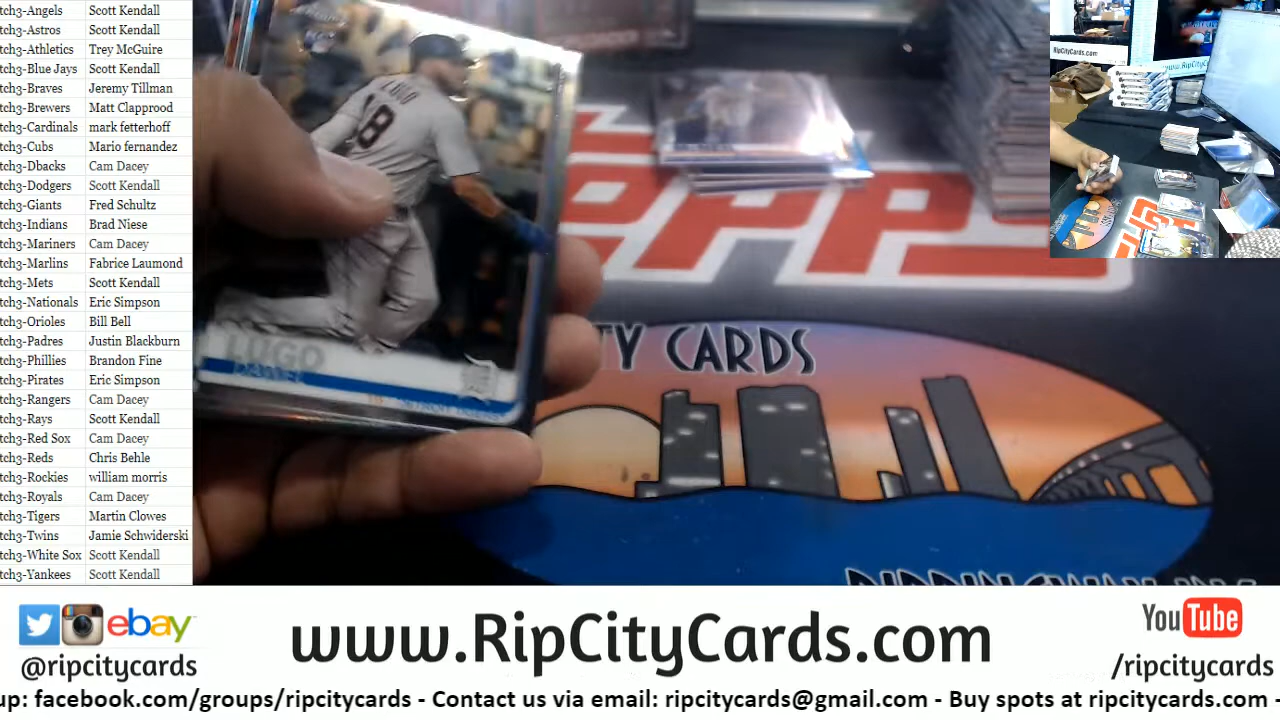 tch3-Angels Scott Kendall
tch3-Astros Scott Kendall
tch3-Athletics Trey McGuire
tch3-Blue Jays Scott Kendall
tch3-Braves Jeremy Tillman
tch3-Brewers Matt Clapprood
tch3-Cardinals mark fetterhoff
tch3-Cubs Mario fernandez
tch3-Dbacks Cam Dacey
tch3-Dodgers Scott Kendall
tch3-Giants Fred Schultz
tch3-Indians Brad Niese
tch3-Mariners Cam Dacey
tch3-Marlins Fabrice Laumond
tch3-Mets Scott Kendall
tch3-Nationals Eric Simpson
tch3-Orioles Bill Bell
tch3-Padres Justin Blackburn
tch3-Phillies Brandon Fine
tch3-Pirates Eric Simpson
tch3-Rangers Cam Dacey
tch3-Rays Scott Kendall
tch3-Red Sox Cam Dacey
tch3-Reds Chris Behle
tch3-Rockies william morris
tch3-Royals Cam Dacey
tch3-Tigers Martin Clowes
tch3-Twins Jamie Schwiderski
tch3-White Sox Scott Kendall
tch3-Yankees Scott Kendall
LUGO
18
LUGO
TY CARDS
ebay
@ripcitycards
www.RipCityCards.com
YouTube
/ripcitycards
up: facebook.com/groups/ripcitycards - Contact us via email: ripcitycards@gmail.com - Buy spots at ripcitycards.com -